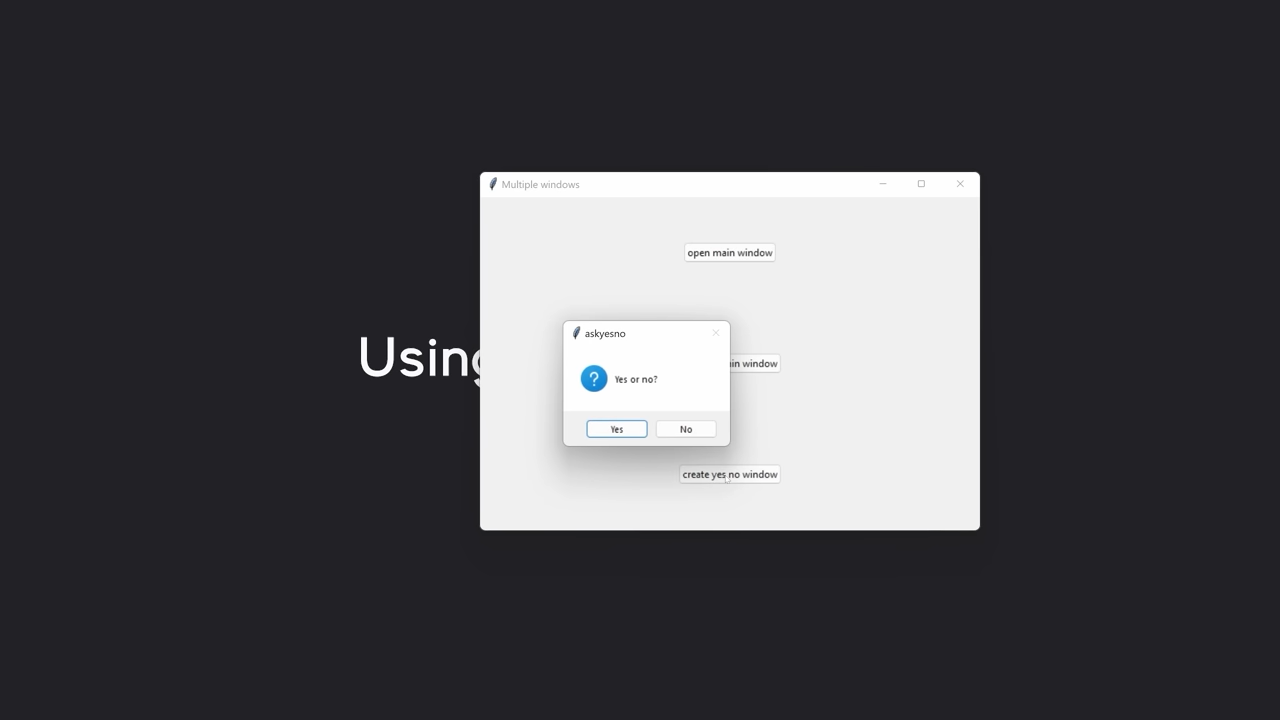 Multiple windows
open main window
askyesno
Using
Yes or no?
in window
Yes
No
create yes no window